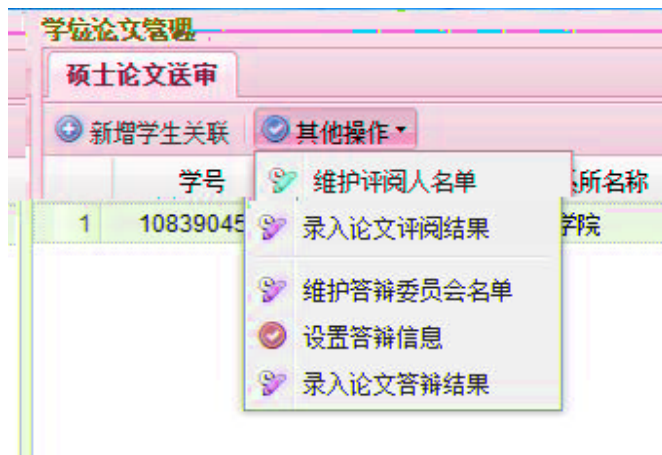 学位论文管理
硕士论文送审
新增学生关联 其他操作
学号 所名称
1 10839045 学院
维护评阅人名单
录入论文评阅结果
维护答辩委员会名单
设置答辩信息
录入论文答辩结果